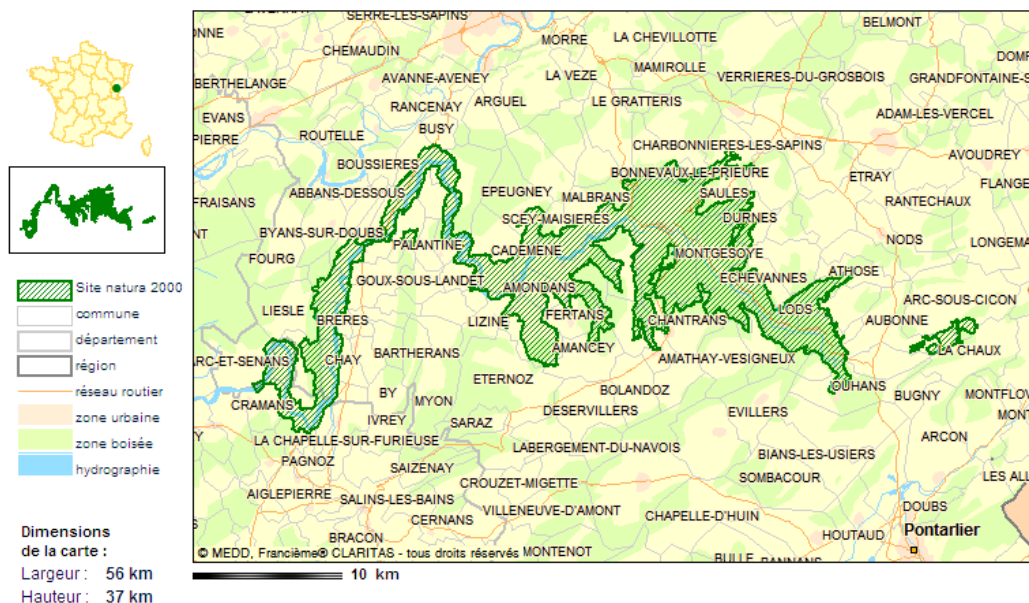 SERRE-LES-SAPINS
BELMONT
MORRE
LA CHEVILLOTTE
CHEMAUDIN
MAMIROLLE
AVANNE-AVENEY
LA VEZE
VERRIERES-DU-GROSBOIS
BERTHELANGE
GRANDFONTAINE-S
RANCENAY
ARGUEL
LE GRATTERIS
ADAM-LES-VERCEL
EVANS
ROUTELLE
BUSY
PIERRE
CHARBONNIERES-LES-SAPINS
AVOUDREY
BOUSSIERES
BONNEVAUX-LE-PRIEURE
ETRAY
FLANGE
ABBANS-DESSOUS
EPEUGNEY
MALBRANS
SAULES
RANTECHAUX
FRAISANS
SCEY-MAISIERES
DURNES
BYANS-SUR-DOUBS
PALANTINE
CADEMENE
MONTGESOYE
NODS
LONGEMA
FOURG
GOUX-SOUS-LANDET
AMONDANS
ECHEVANNES
ATHOSE
Site natura 2000
commune
département
région
réseau routier
zone urbaine
zone boisée
hydrographie
LIESLE
BRERES
LIZINE
FERTANS
CHANTRANS
LODS
ARC-SOUS-CICON
AUBONNE
ARC-ET-SENANS
CHAY
BARTHERANS
AMANCEY
AMATHAY-VESIGNEUX
LA CHAUX
ETERNOZ
BOLANDOZ
OUHANS
CRAMANS
BY
MYON
BUGNY
MONTFLOV
IVREY
SARAZ
DESERVILLERS
EVILLERS
ARCON
LA CHAPELLE-SUR-FURIEUSE
LABERGEMENT-DU-NAVOIS
BIANS-LES-USIERS
PAGNOZ
SAIZENAY
CROUZET-MIGETTE
SOMBACOUR
LES ALL
AIGLEPIERRE
SALINS-LES-BAINS
VILLENEUVE-D'AMONT
CHAPELLE-D'HUIN
DOUBS
CERNANS
HOUTAUD
Pontarlier
BRACON
© MEDD, Francième® CLARITAS - tous droits réservés
MONTENOT
BULLE
10 km
Dimensions
de la carte :
Largeur : 56 km
Hauteur : 37 km